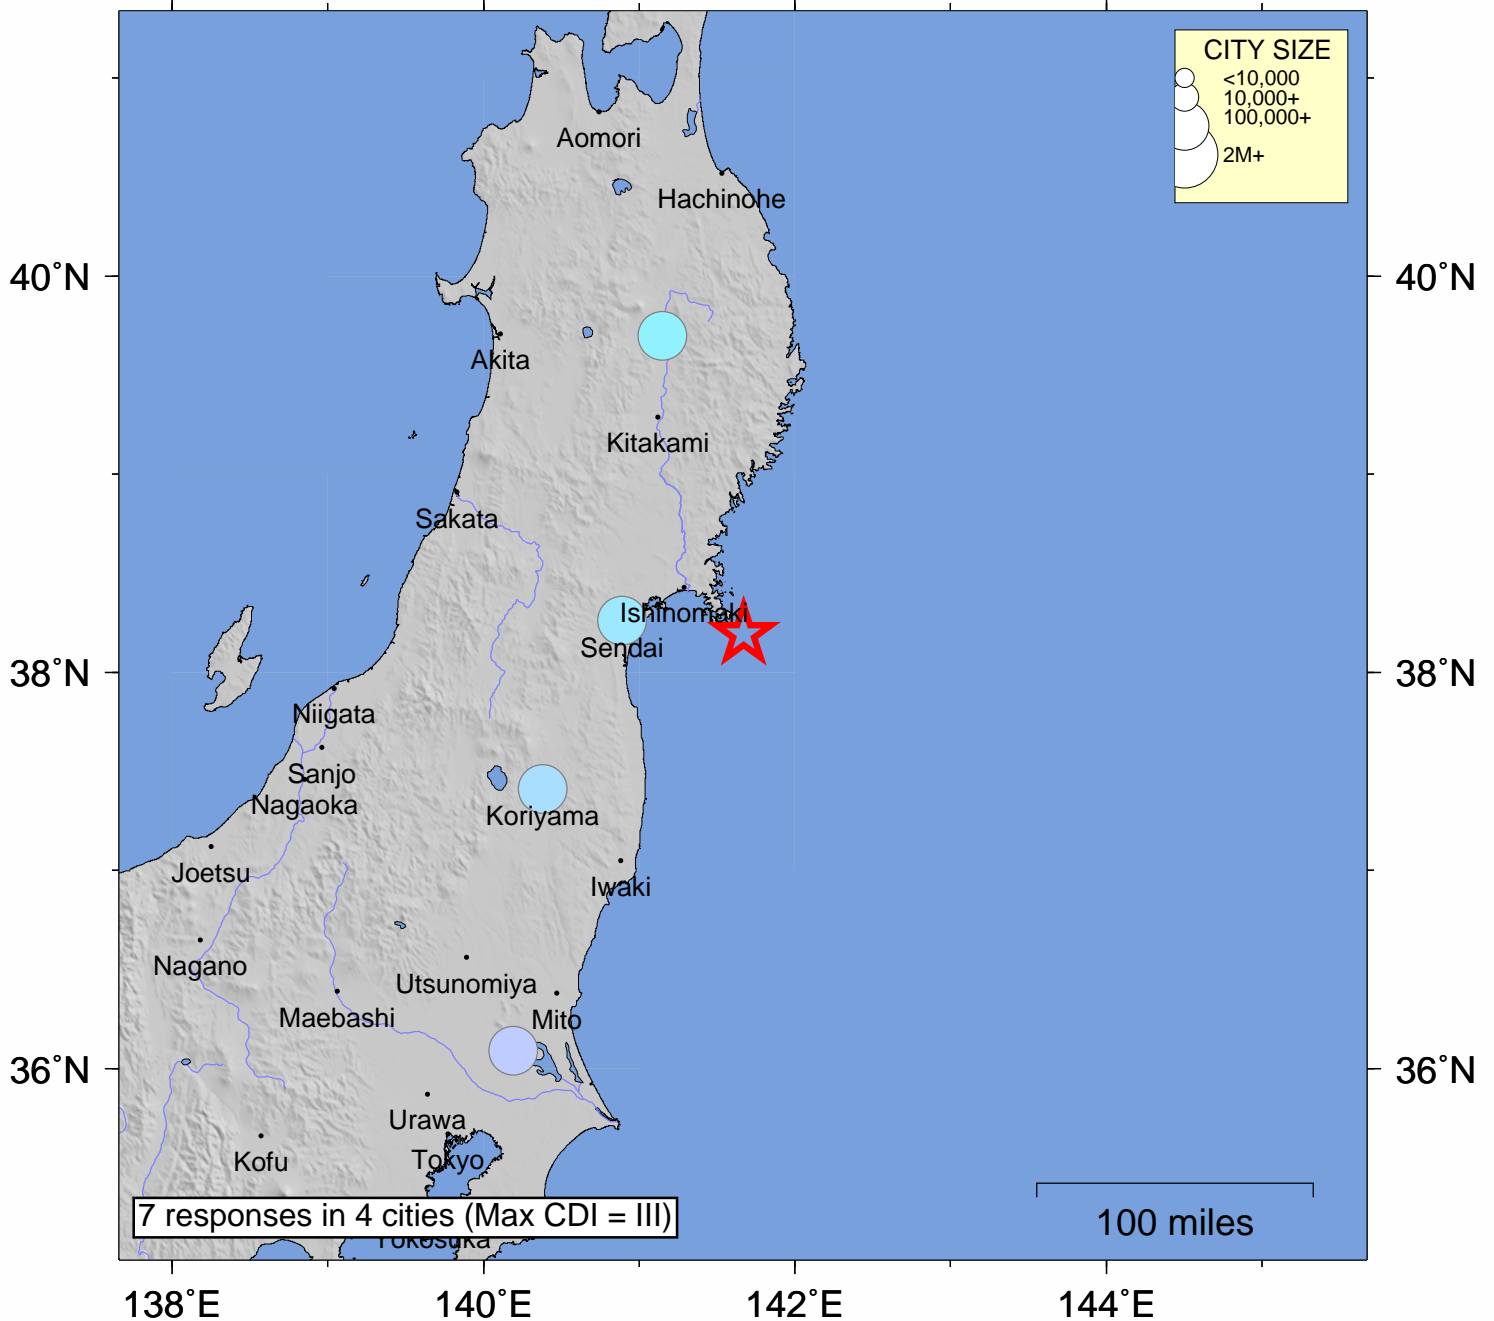 CITY SIZE
<10,000
10,000+
100,000+
2M+
Aomori
Hachinohe
40°N
40°N
Akita
Kitakami
Sakata
Ishinomaki
Sendai
38°N
38°N
Niigata
Sanjo
Nagaoka
Koriyama
Joetsu
Iwaki
Nagano
Utsunomiya
Maebashi
Mito
36°N
36°N
Urawa
Kofu
Tokyo
7 responses in 4 cities (Max CDI = III)
Yokosuka
100 miles
138°E
140°E
142°E
144°E